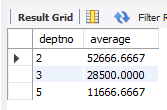 Result Grid Filter R
deptno average
2 52666.6667
3 28500.0000
5 11666.6667